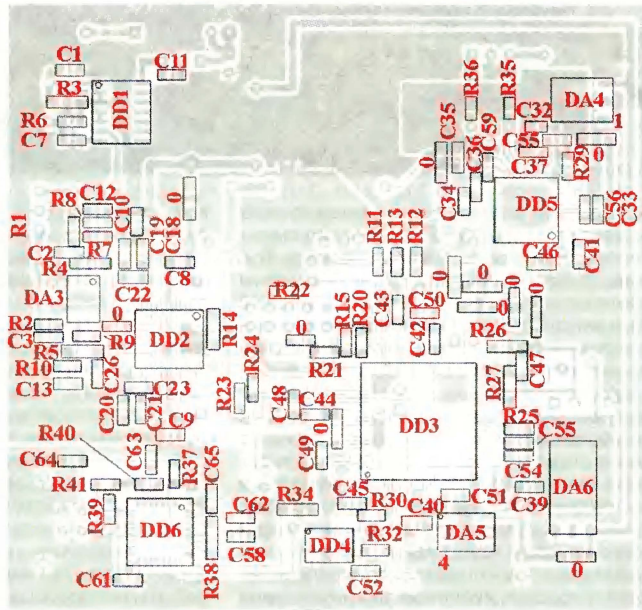 C1
C11
R3
DD1
R6
C7
R36
R35
DA4
C32
1
C35
C59
C55
0
0
C36
C37
R29
C34
DD5
C56
C33
R8
C12
C10
0
C18
R1
R7
C19
C2
R4
C22
C8
R11
R13
R12
C46
C41
DA3
R22
C43
C50
0
0
0
0
R2
0
C3
R9
DD2
R14
R15
R20
C42
R26
R5
0
R21
C47
R10
C26
R24
C13
C23
R23
C48
C44
DD3
R27
C20
C21
C9
0
R25
C55
R40
C63
R37
C49
C54
C64
R41
C65
C39
DA6
R39
DD6
R38
C62
R34
C45
R30
C40
C51
DA5
C58
DD4
R32
4
C61
C52
0